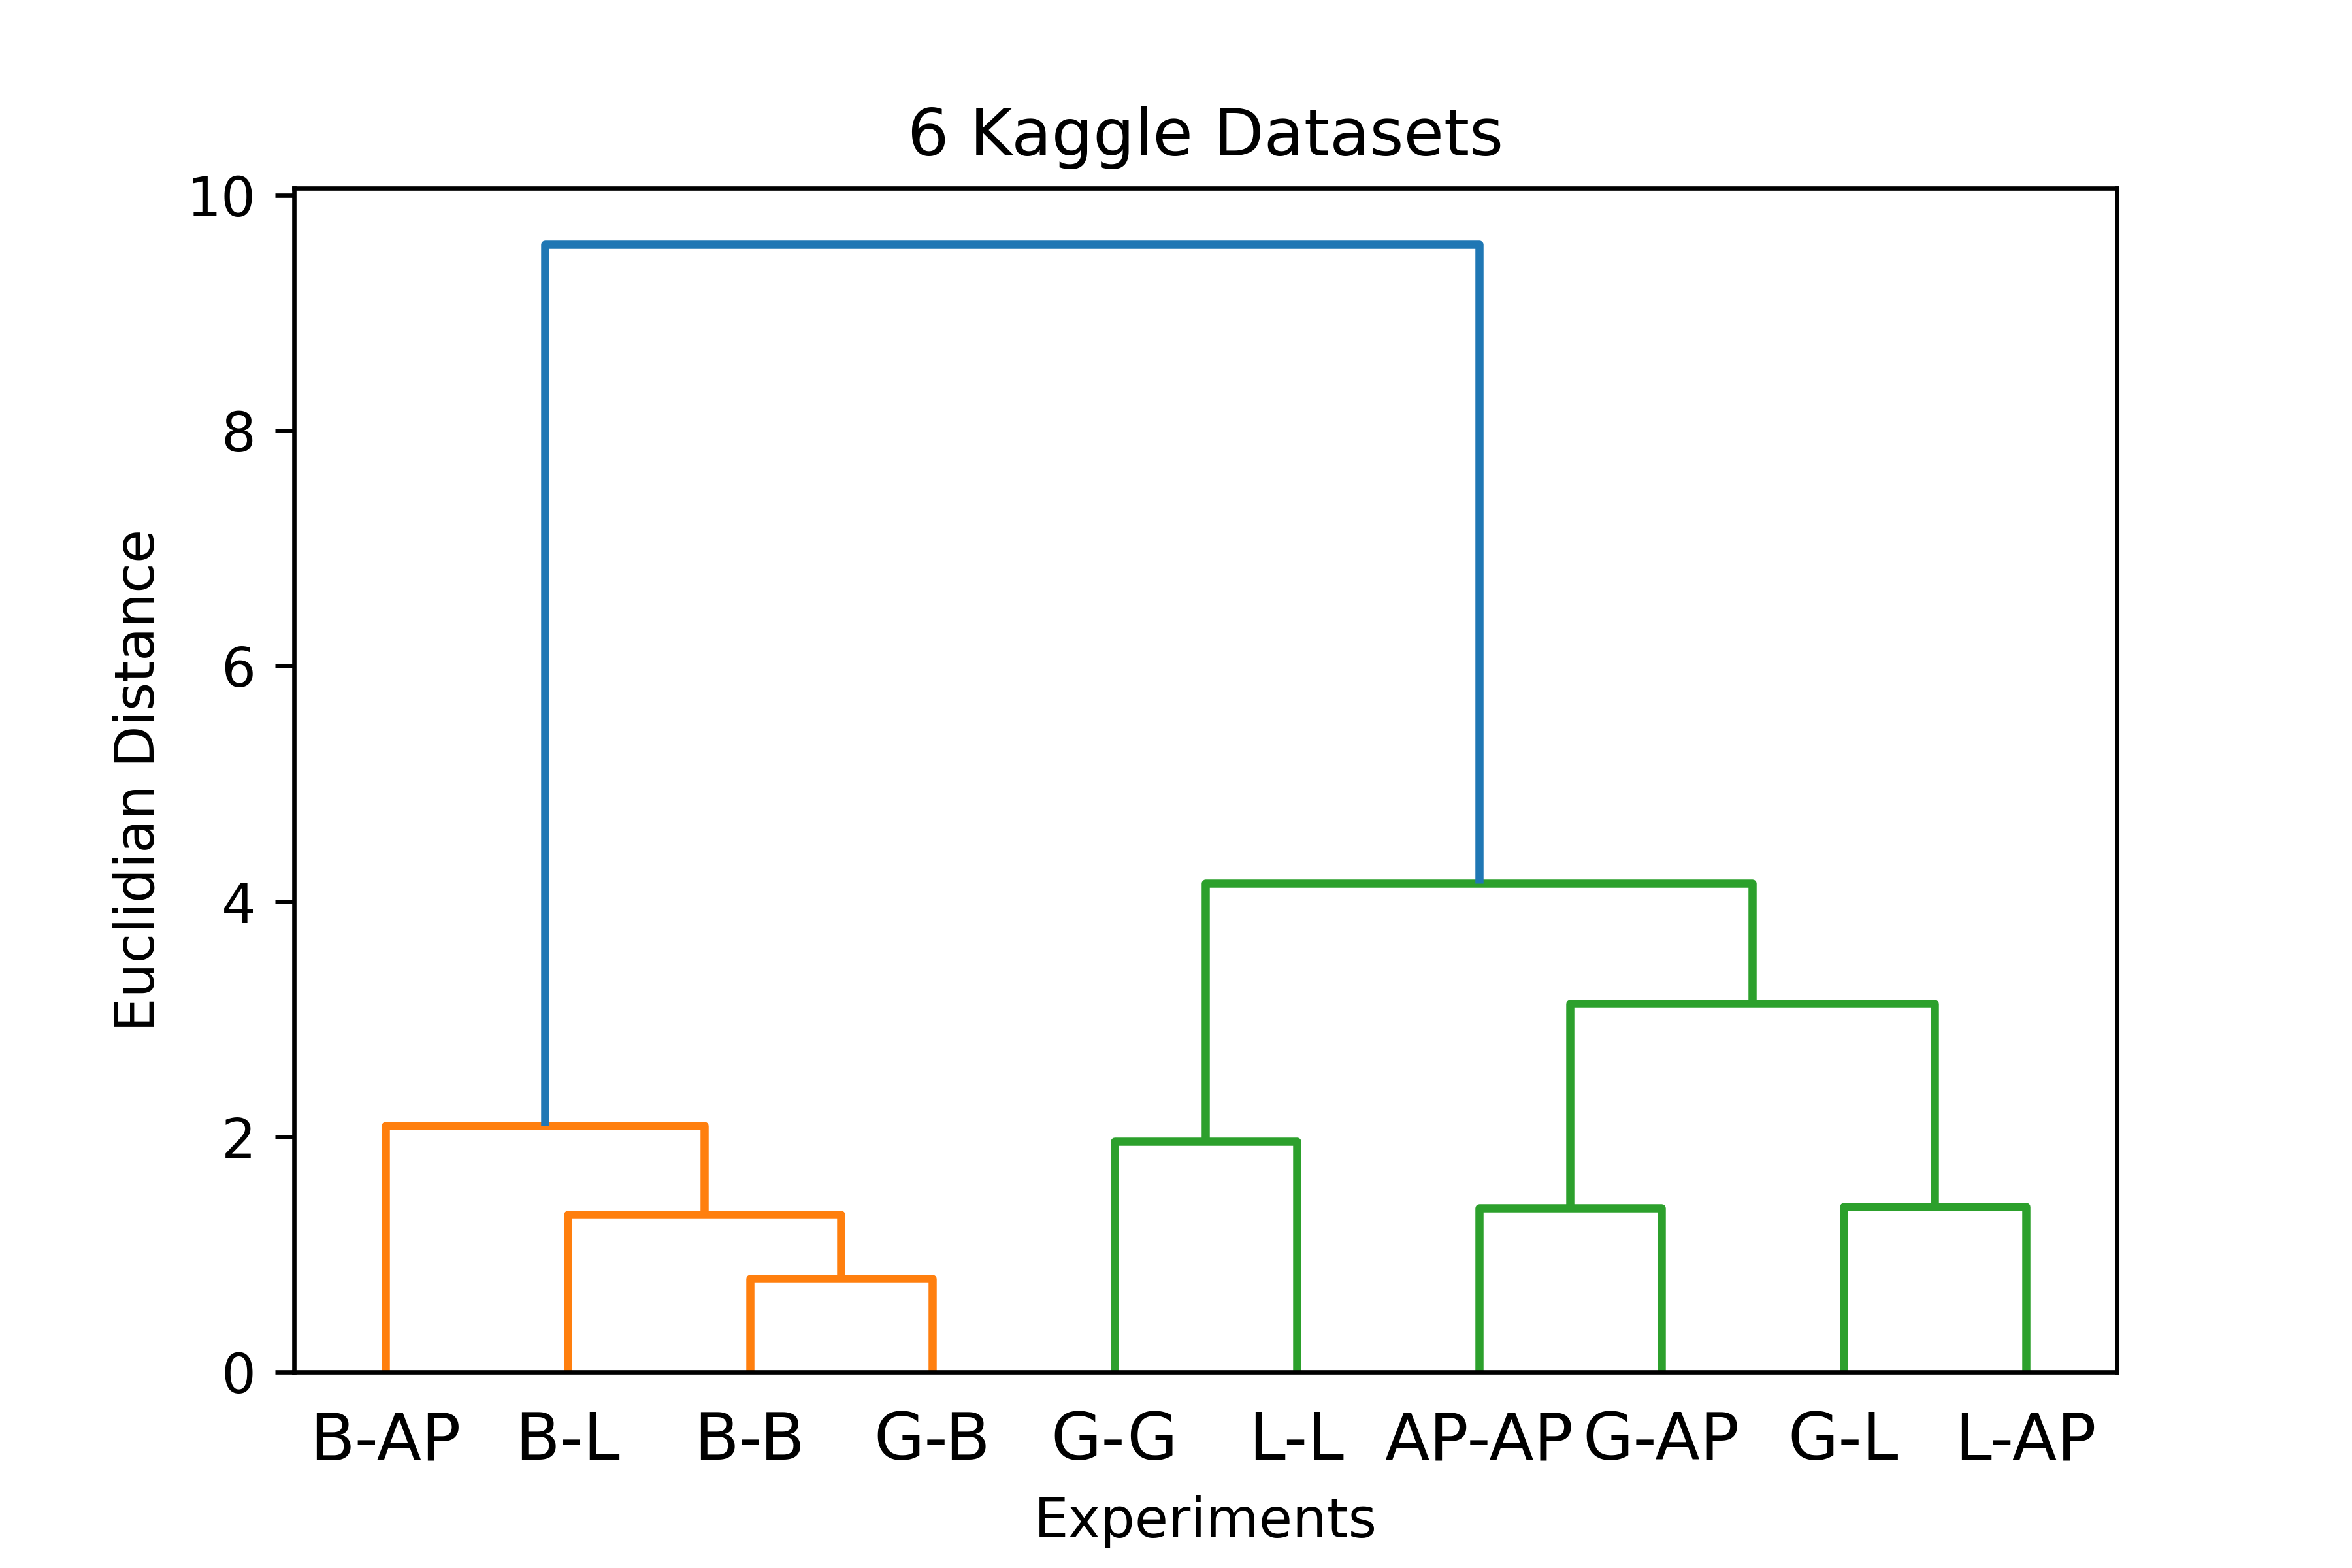 6 Kaggle Datasets
10
8
6
4
2
0
Euclidian Distance
B-AP B-L B-B G-B G-G L-L AP-AP G-AP G-L L-AP
Experiments